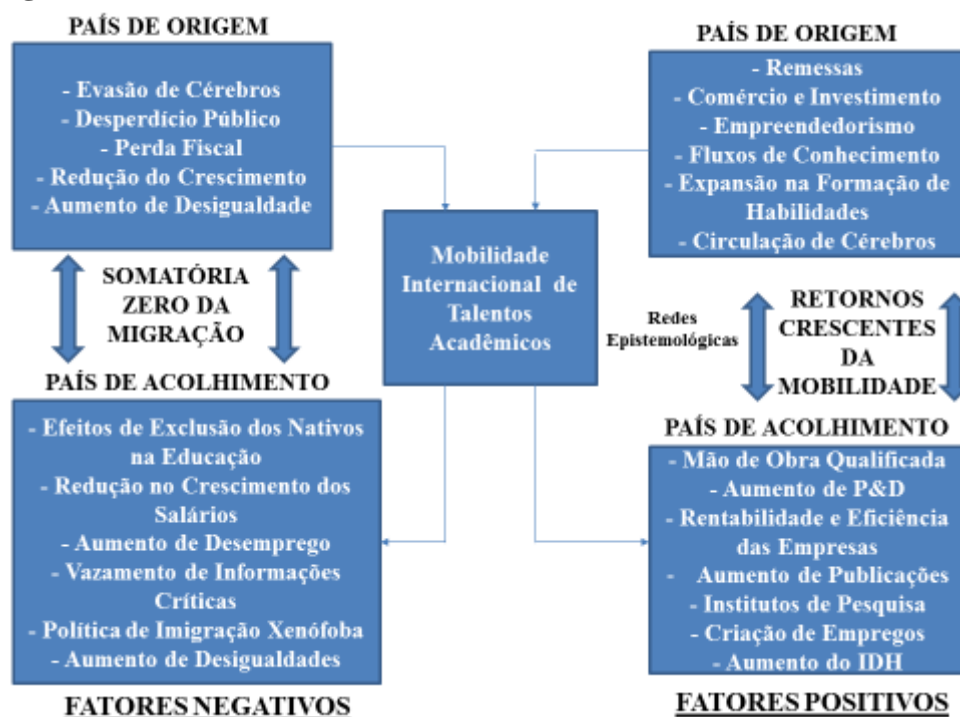 PAÍS DE ORIGEM
- Evasão de Cérebros
- Desperdício Público
- Perda Fiscal
- Redução do Crescimento
- Aumento de Desigualdade
SOMATÓRIA
ZERO DA
MIGRAÇÃO
PAÍS DE ACOLHIMENTO
- Efeitos de Exclusão dos Nativos
na Educação
- Redução no Crescimento dos
Salários
- Aumento de Desemprego
- Vazamento de Informações
Críticas
- Política de Imigração Xenófoba
- Aumento de Desigualdades
FATORES NEGATIVOS
Mobilidade
Internacional de
Talentos
Acadêmicos
PAÍS DE ORIGEM
- Remessas
- Comércio e Investimento
- Empreendedorismo
- Fluxos de Conhecimento
- Expansão na Formação de
Habilidades
- Circulação de Cérebros
Redes
Epistemológicas
RETORNOS
CRESCENTES
DA
MOBILIDADE
PAÍS DE ACOLHIMENTO
- Mão de Obra Qualificada
- Aumento de P&D
- Rentabilidade e Eficiência
das Empresas
- Aumento de Publicações
- Institutos de Pesquisa
- Criação de Empregos
- Aumento do IDH
FATORES POSITIVOS